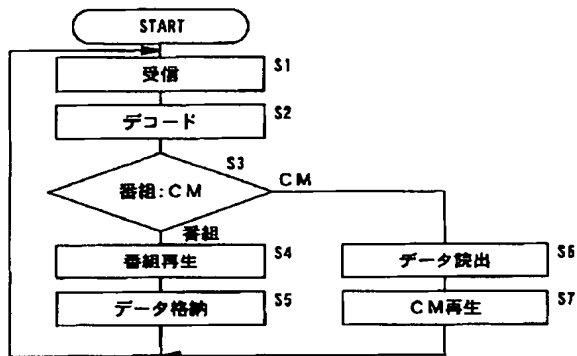 START
受信 S1
デコード S2
S3
番組:CM
CM
番組
番組再生 S4
データ格納 S5
データ読出 S6
CM再生 S7